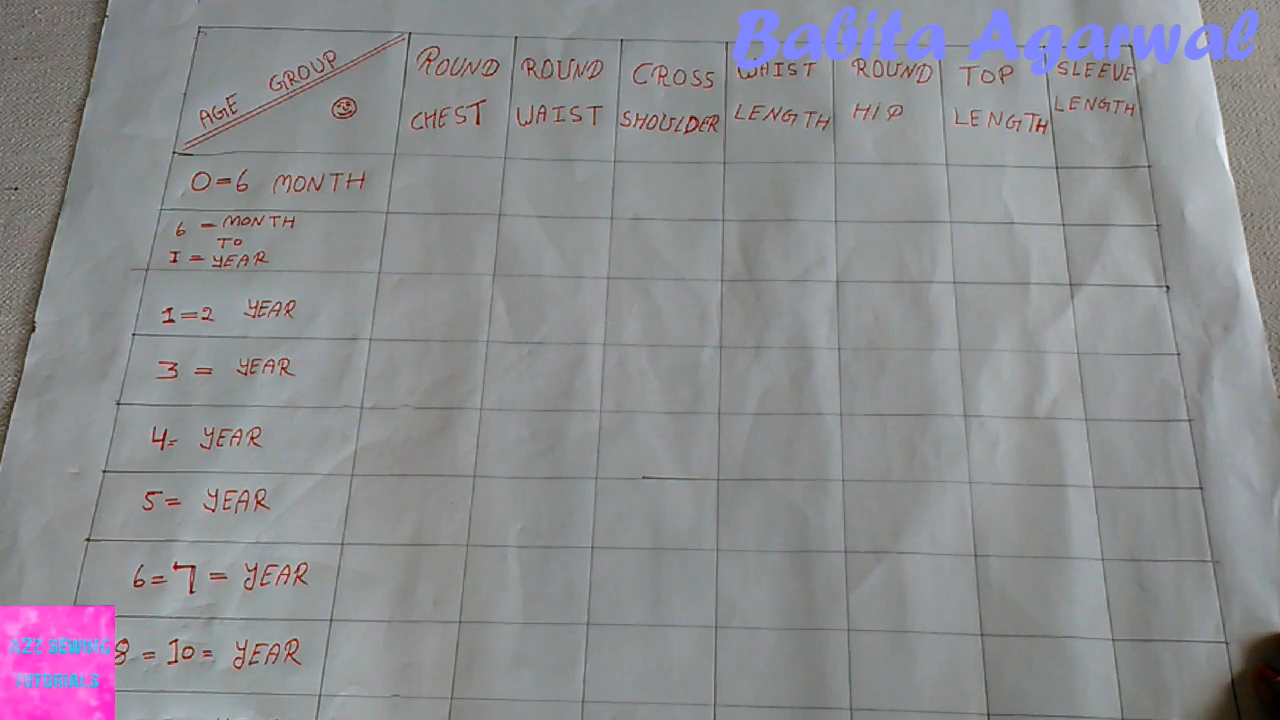 Babita Agarwal
AGE GROUP
ROUND CHEST
ROUND WAIST
CROSS SHOULDER
WAIST LENGTH
ROUND HIP
TOP LENGTH
SLEEVE LENGTH
0=6 MONTH
6 - MONTH
TO
1 = YEAR
1=2 YEAR
3 = YEAR
4= YEAR
5= YEAR
6=7= YEAR
8=10= YEAR
A2Z SEWING
TUTORIALS